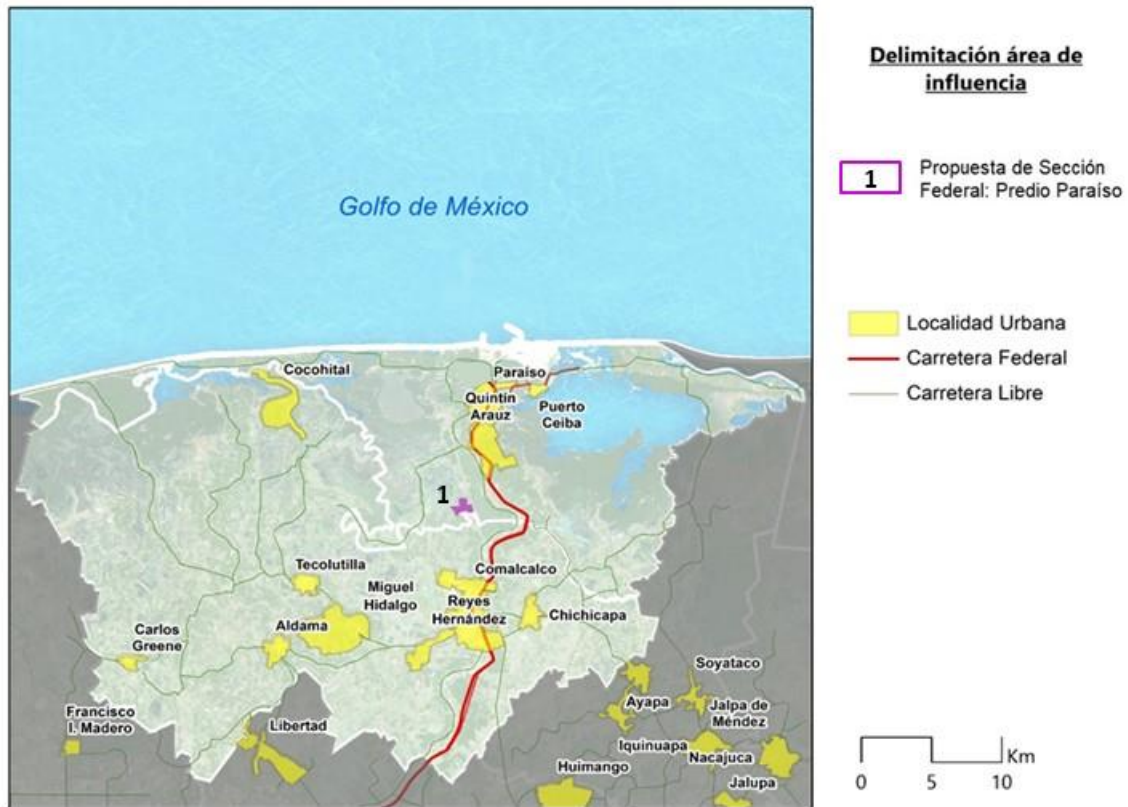 Golfo de México
Cocohital
Paraíso
Quintín
Arauz
Puerto
Ceiba
1
Tecolutilla
Comalcalco
Miguel
Hidalgo
Reyes
Hernández
Chichicapa
Aldama
Carlos
Greene
Soyataco
Francisco
I. Madero
Libertad
Ayapa
Jalpa de
Méndez
Iquinuapa
Nacajuca
Huimango
Jalupa
Delimitación área de
influencia
1
Propuesta de Sección
Federal: Predio Paraíso
Localidad Urbana
Carretera Federal
Carretera Libre
Km
0 5 10